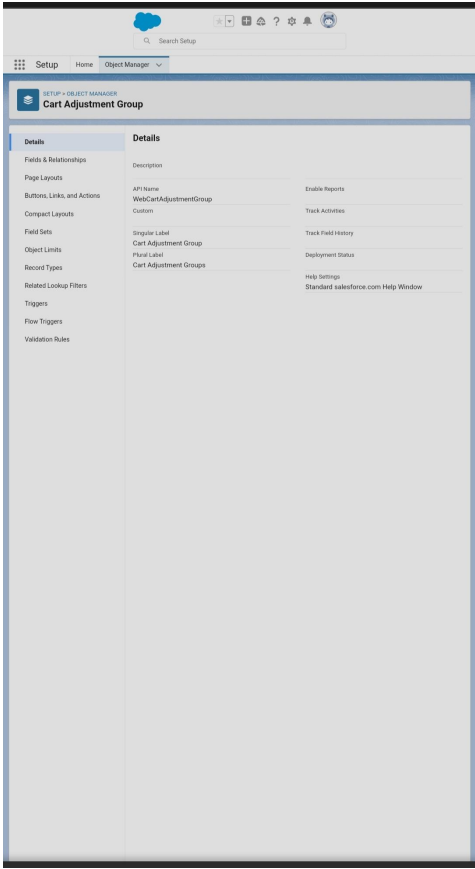 Search Setup
Setup
Home
Object Manager
SETUP > OBJECT MANAGER
Cart Adjustment Group
Details
Fields & Relationships
Page Layouts
Buttons, Links, and Actions
Compact Layouts
Field Sets
Object Limits
Record Types
Related Lookup Filters
Triggers
Flow Triggers
Validation Rules
Details
Description
API Name
WebCartAdjustmentGroup
Custom
Singular Label
Cart Adjustment Group
Plural Label
Cart Adjustment Groups
Enable Reports
Track Activities
Track Field History
Deployment Status
Help Settings
Standard salesforce.com Help Window